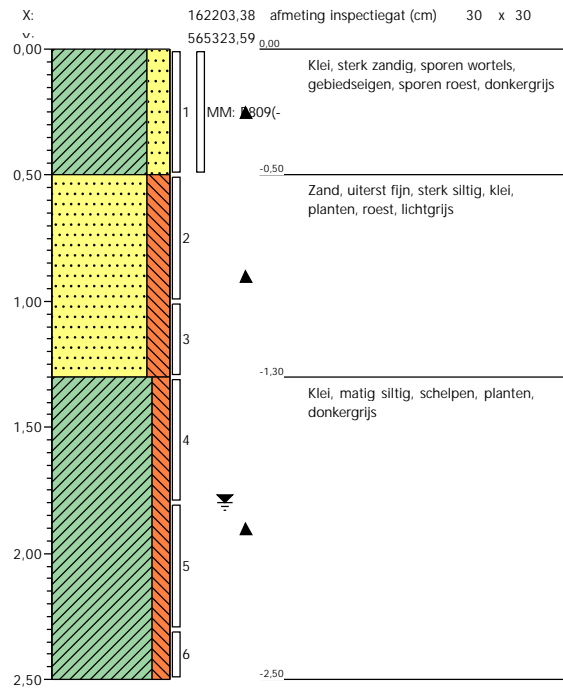 X: 162203,38 afmeting inspectiegat (cm) 30 x 30
565323,59
0,00
0,00
Klei, sterk zandig, sporen wortels,
gebiedseigen, sporen roest, donkergrijs
1 MM:
-0,50
0,50
Zand, uiterst fijn, sterk siltig, klei,
planten, roest, lichtgrijs
2
1,00
3
-1,30
Klei, matig siltig, schelpen, planten,
donkergrijs
1,50
4
2,00
5
6
-2,50
2,50